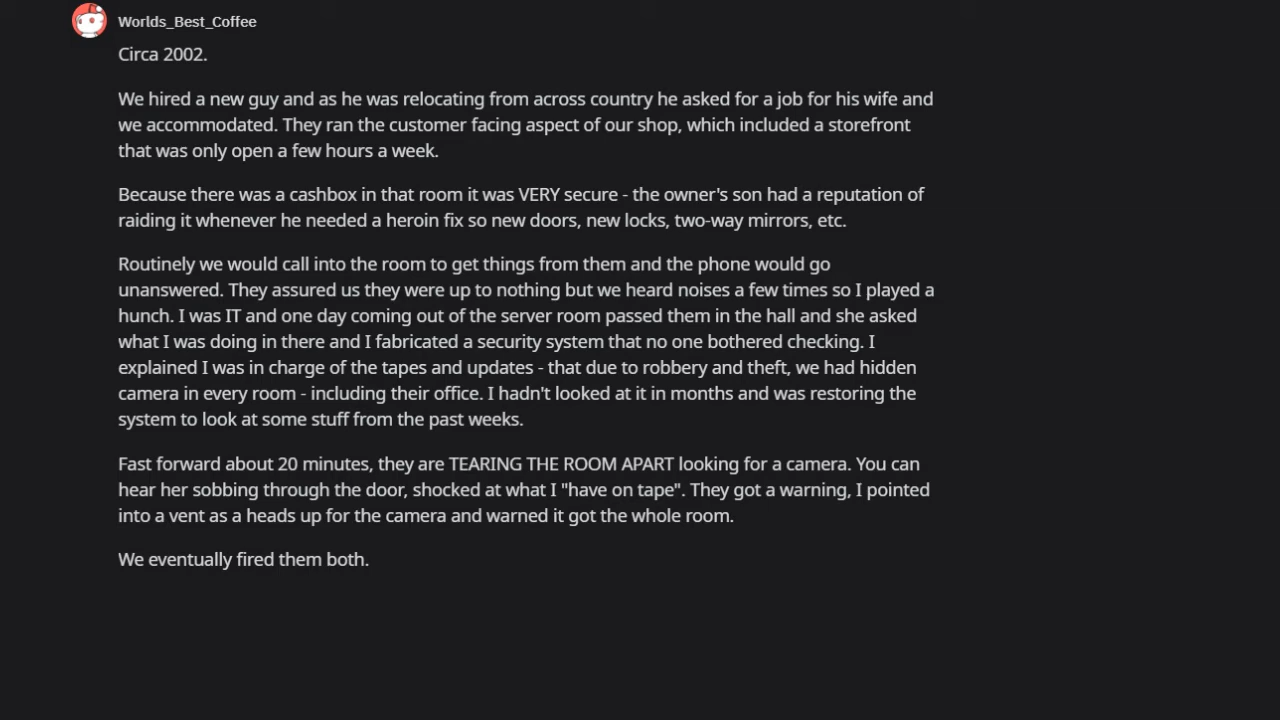 Worlds_Best_Coffee
Circa 2002.
We hired a new guy and as he was relocating from across country he asked for a job for his wife and
we accommodated. They ran the customer facing aspect of our shop, which included a storefront
that was only open a few hours a week.
Because there was a cashbox in that room it was VERY secure - the owner's son had a reputation of
raiding it whenever he needed a heroin fix so new doors, new locks, two-way mirrors, etc.
Routinely we would call into the room to get things from them and the phone would go
unanswered. They assured us they were up to nothing but we heard noises a few times so I played a
hunch. I was IT and one day coming out of the server room passed them in the hall and she asked
what I was doing in there and I fabricated a security system that no one bothered checking. I
explained I was in charge of the tapes and updates - that due to robbery and theft, we had hidden
camera in every room - including their office. I hadn't looked at it in months and was restoring the
system to look at some stuff from the past weeks.
Fast forward about 20 minutes, they are TEARING THE ROOM APART looking for a camera. You can
hear her sobbing through the door, shocked at what I "have on tape". They got a warning, I pointed
into a vent as a heads up for the camera and warned it got the whole room.
We eventually fired them both.